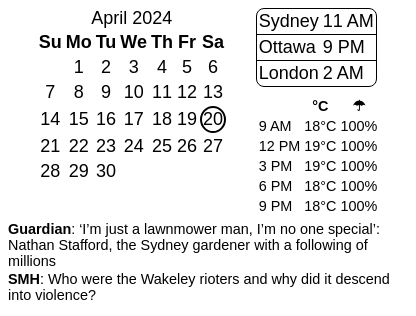 April 2024
Su Mo Tu We Th Fr Sa
1 2 3 4 5 6
7 8 9 10 11 12 13
14 15 16 17 18 19 20
21 22 23 24 25 26 27
28 29 30
Sydney 11 AM
Ottawa 9 PM
London 2 AM
°C ☂
9 AM 18°C 100%
12 PM 19°C 100%
3 PM 19°C 100%
6 PM 18°C 100%
9 PM 18°C 100%
Guardian: ‘I’m just a lawnmower man, I’m no one special’:
Nathan Stafford, the Sydney gardener with a following of
millions
SMH: Who were the Wakeley rioters and why did it descend
into violence?